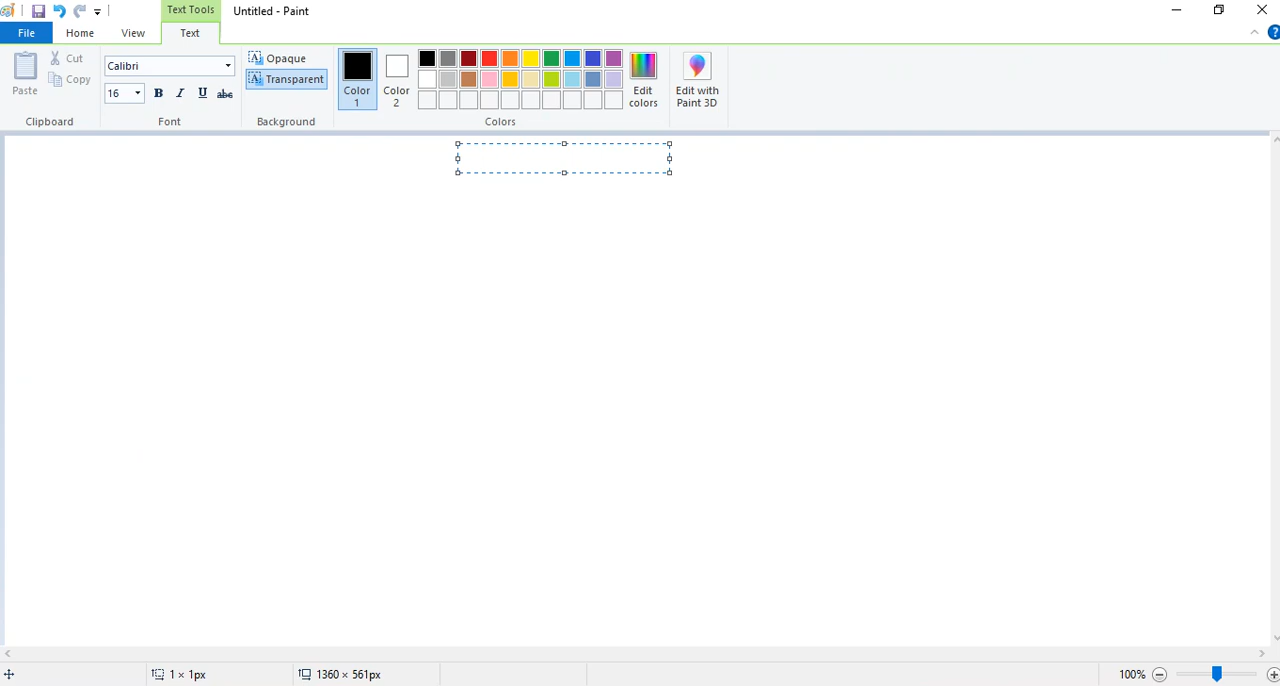 Text Tools
Untitled - Paint
File
Home
View
Text
?
Paste
Cut
Copy
Clipboard
Calibri
16
B
I
U
abc
Font
A
Opaque
A
Transparent
Background
Color
1
Color
2
Edit
colors
Colors
Edit with
Paint 3D
1 × 1px
1360 × 561px
100%